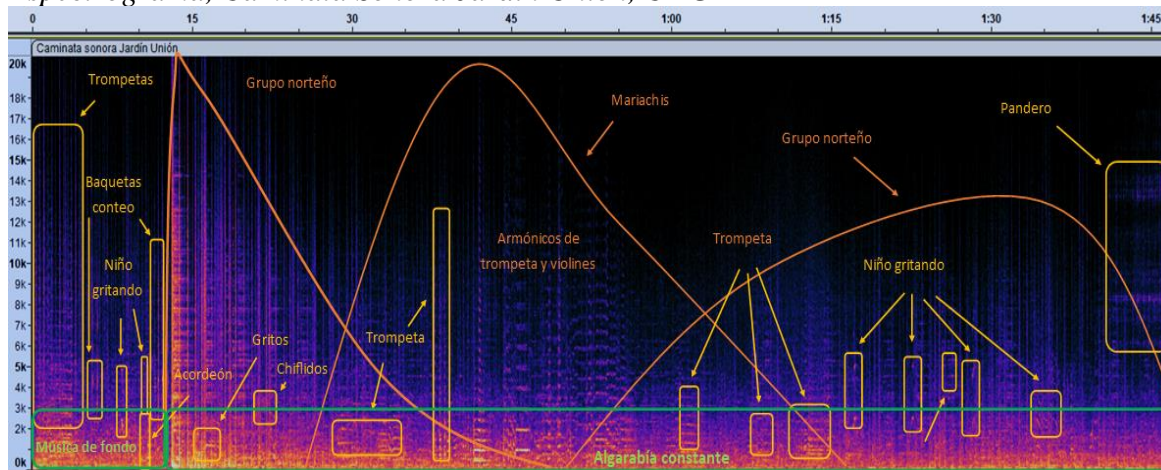 0 15 30 45 1:00 1:15 1:30 1:45
Caminata sonora Jardín Unión
20k
18k
17k
16k
15k
14k
13k
12k
11k
10k
9k
8k
7k
6k
5k
4k
3k
2k
0k
Trompetas
Grupo norteño
Mariachis
Pandero
Grupo norteño
Baquetas
conteo
Niño
gritando
Armónicos de
trompeta y violines
Trompeta
Niño gritando
Gritos
Trompeta
Acordeón
Chiflidos
Música de fondo
Algarabía constante